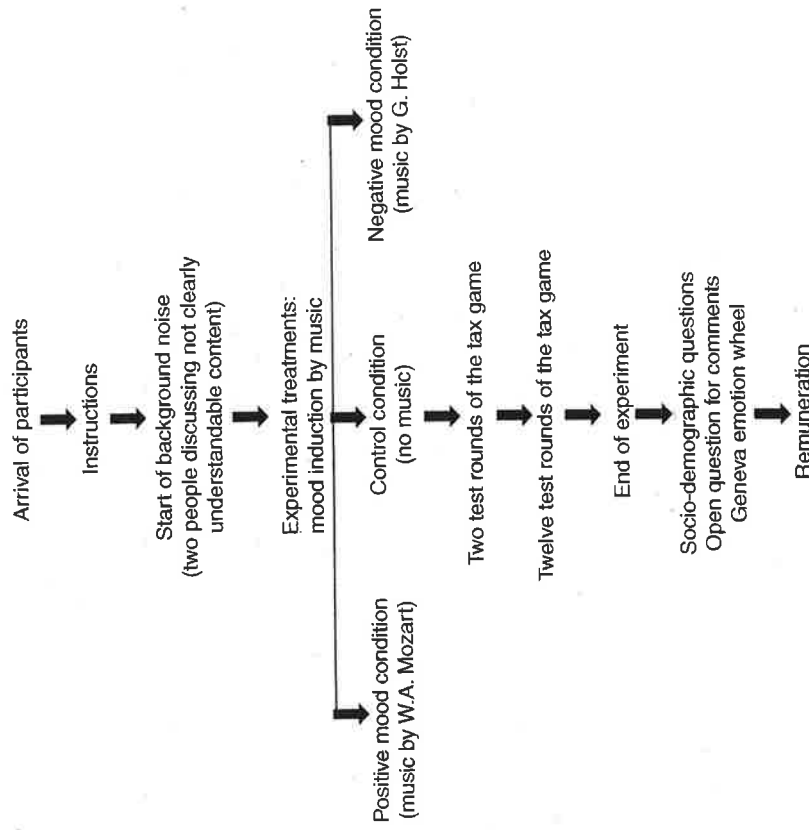 Arrival of participants
Instructions
Start of background noise
(two people discussing not clearly
understandable content)
Experimental treatments:
mood induction by music
Positive mood condition
(music by W.A. Mozart)
Control condition
(no music)
Negative mood condition
(music by G. Holst)
Two test rounds of the tax game
Twelve test rounds of the tax game
End of experiment
Socio-demographic questions
Open question for comments
Geneva emotion wheel
Remuneration